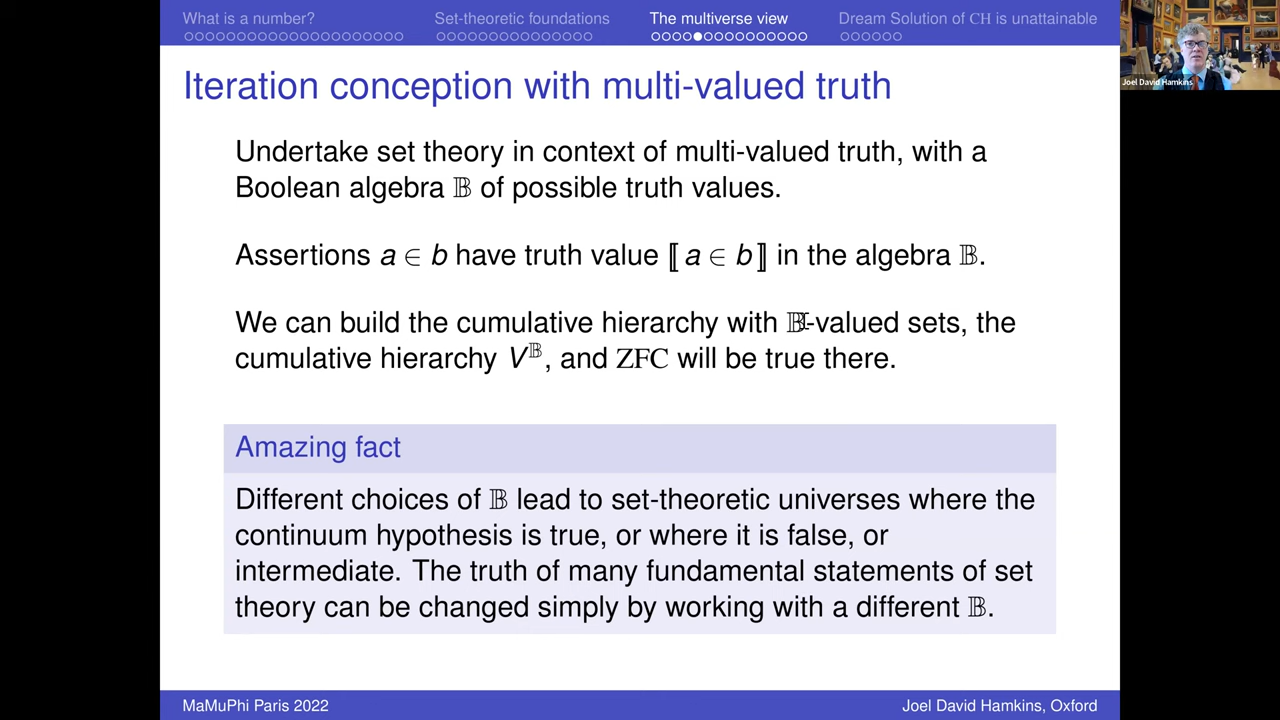 What is a number?
Set-theoretic foundations
The multiverse view
Dream Solution of CH is unattainable
Joel David Hamkins
Iteration conception with multi-valued truth
Undertake set theory in context of multi-valued truth, with a
Boolean algebra 𝔹 of possible truth values.
Assertions a ∈ b have truth value ⟦ a ∈ b ⟧ in the algebra 𝔹.
We can build the cumulative hierarchy with 𝔹-valued sets, the
cumulative hierarchy V^𝔹, and ZFC will be true there.
Amazing fact
Different choices of 𝔹 lead to set-theoretic universes where the
continuum hypothesis is true, or where it is false, or
intermediate. The truth of many fundamental statements of set
theory can be changed simply by working with a different 𝔹.
MaMuPhi Paris 2022
Joel David Hamkins, Oxford